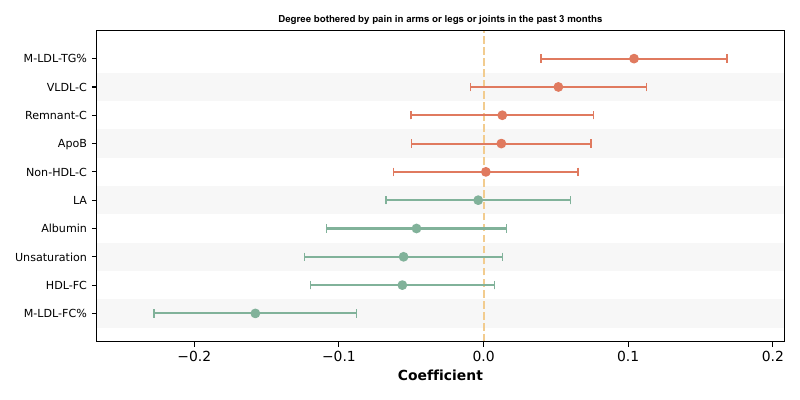 Degree bothered by pain in arms or legs or joints in the past 3 months
M-LDL-TG%
VLDL-C
Remnant-C
ApoB
Non-HDL-C
LA
Albumin
Unsaturation
HDL-FC
M-LDL-FC%
−0.2 −0.1 0.0 0.1 0.2
Coefficient